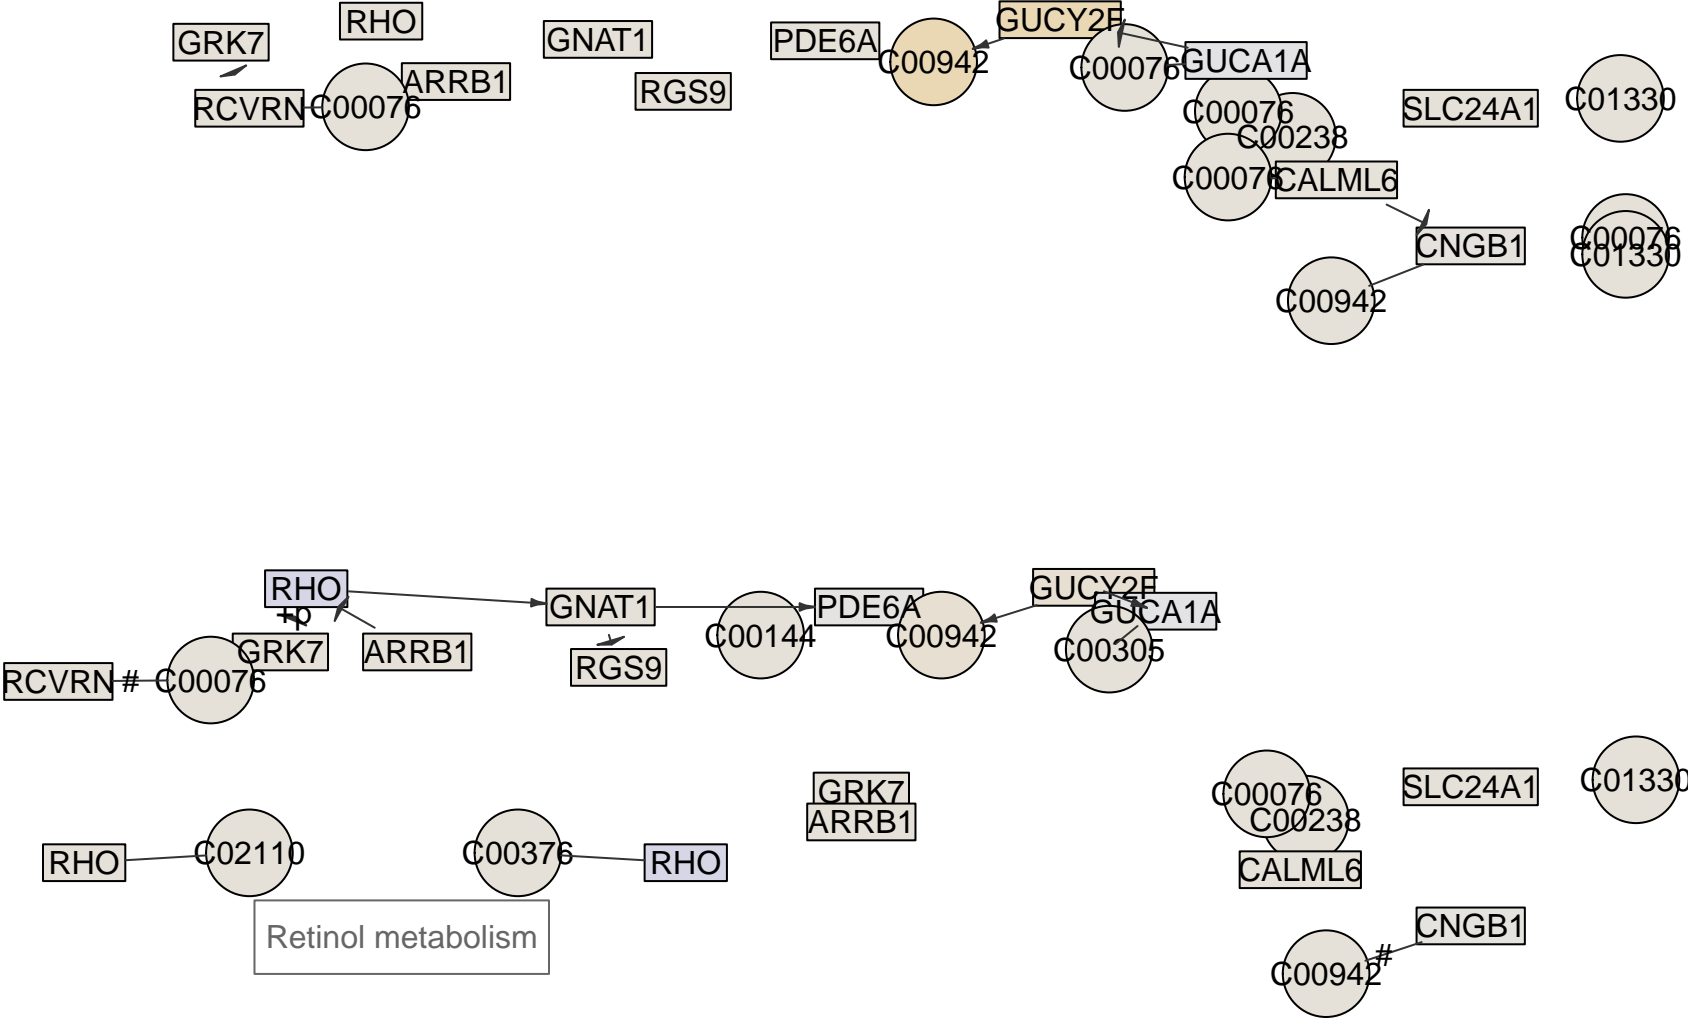 RHO
GUCY2F
GRK7
GNAT1
PDE6A
C00942
C00076
GUCA1A
ARRB1
RGS9
RCVRN
C00076
C00076
C00238
SLC24A1
C01330
C00076
CALML6
CNGB1
C00076
C01330
C00942
RHO
+p
GNAT1
PDE6A
GUCY2F
GUCA1A
GRK7
ARRB1
RGS9
C00144
C00942
C00305
RCVRN
#
C00076
GRK7
ARRB1
C00076
C00238
SLC24A1
C01330
RHO
C02110
C00376
RHO
CALML6
Retinol metabolism
CNGB1
#
C00942